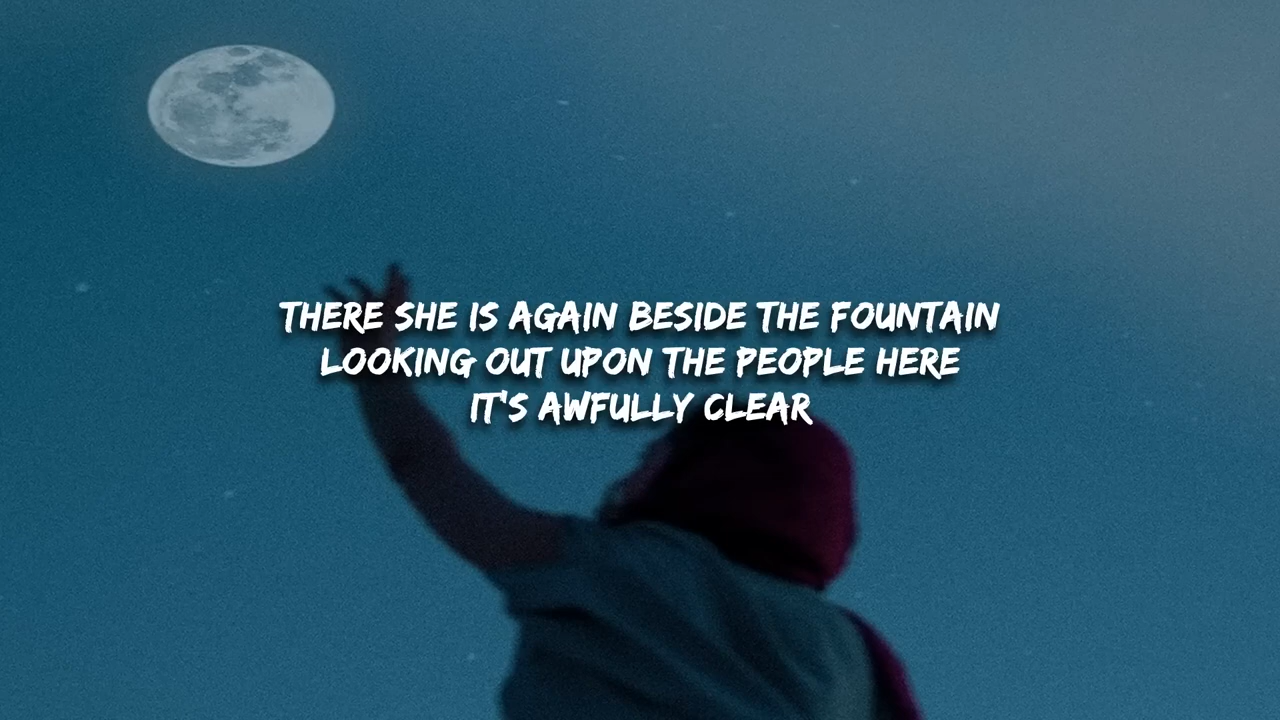 THERE SHE IS AGAIN BESIDE THE FOUNTAIN
LOOKING OUT UPON THE PEOPLE HERE
IT'S AWFULLY CLEAR